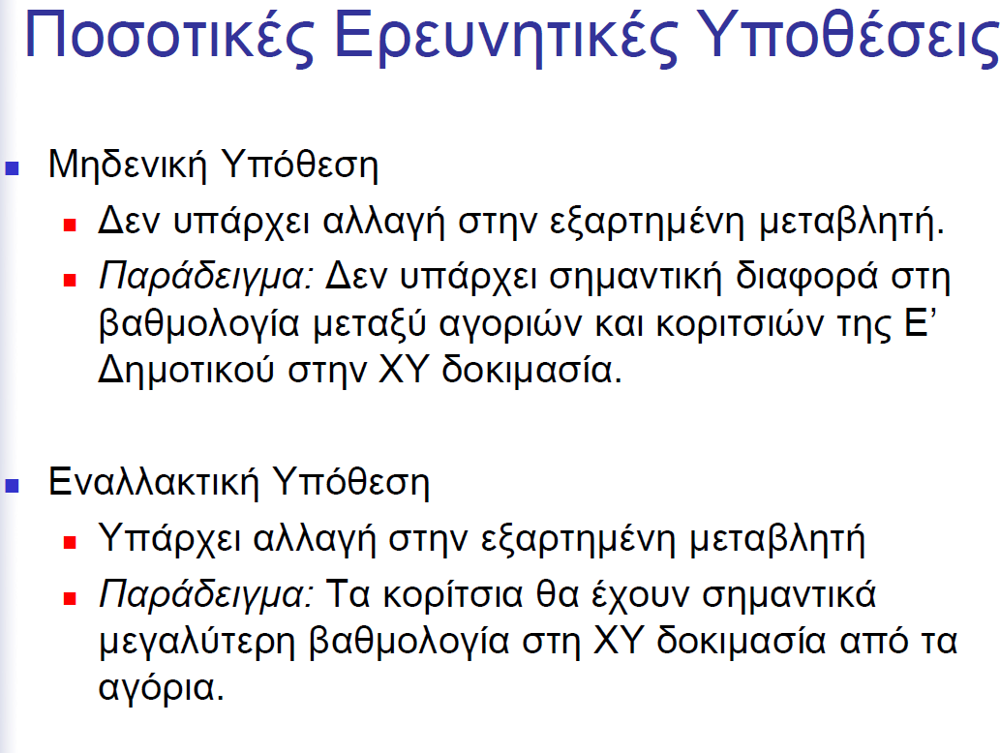 Ποσοτικές Ερευνητικές Υποθέσεις
Μηδενική Υπόθεση
Δεν υπάρχει αλλαγή στην εξαρτημένη μεταβλητή.
Παράδειγμα: Δεν υπάρχει σημαντική διαφορά στη
βαθμολογία μεταξύ αγοριών και κοριτσιών της Ε’
Δημοτικού στην ΧΥ δοκιμασία.
Εναλλακτική Υπόθεση
Υπάρχει αλλαγή στην εξαρτημένη μεταβλητή
Παράδειγμα: Τα κορίτσια θα έχουν σημαντικά
μεγαλύτερη βαθμολογία στη ΧΥ δοκιμασία από τα
αγόρια.